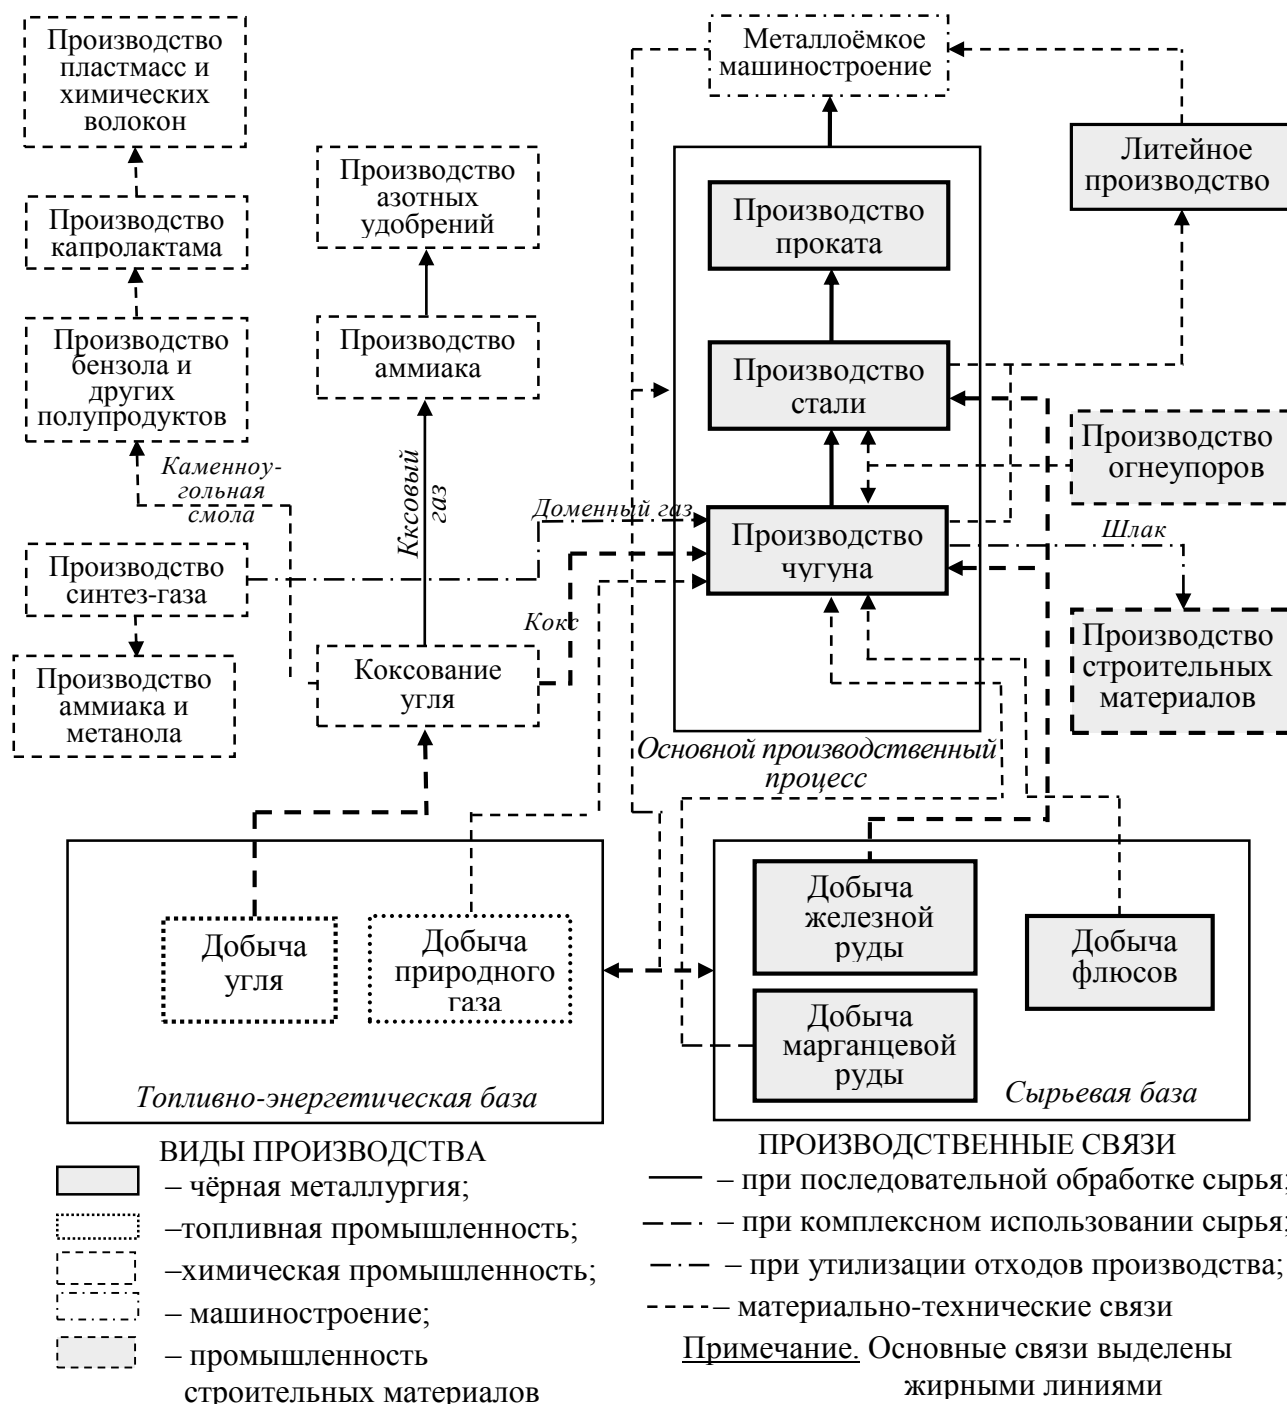 Производство
пластмасс и
химических
волокон
Металлоёмкое
машиностроение
Литейное
производство
Производство
азотных
удобрений
Производство
проката
Производство
капролактама
Производство
бензола и
других
полупродуктов
Производство
аммиака
Производство
стали
Производство
огнеупоров
Каменноу-
гольная
смола
Кксовый
газ
Доменный газ
Производство
чугуна
Шлак
Производство
синтез-газа
Кокс
Производство
строительных
материалов
Производство
аммиака и
метанола
Коксование
угля
Основной производственный
процесс
Добыча
угля
Добыча
природного
газа
Топливно-энергетическая база
Добыча
железной
руды
Добыча
флюсов
Добыча
марганцевой
руды
Сырьевая база
ВИДЫ ПРОИЗВОДСТВА
– чёрная металлургия;
–топливная промышленность;
–химическая промышленность;
– машиностроение;
– промышленность
строительных материалов
ПРОИЗВОДСТВЕННЫЕ СВЯЗИ
– при последовательной обработке сырья;
– при комплексном использовании сырья;
– при утилизации отходов производства;
– материально-технические связи
Примечание. Основные связи выделены
жирными линиями